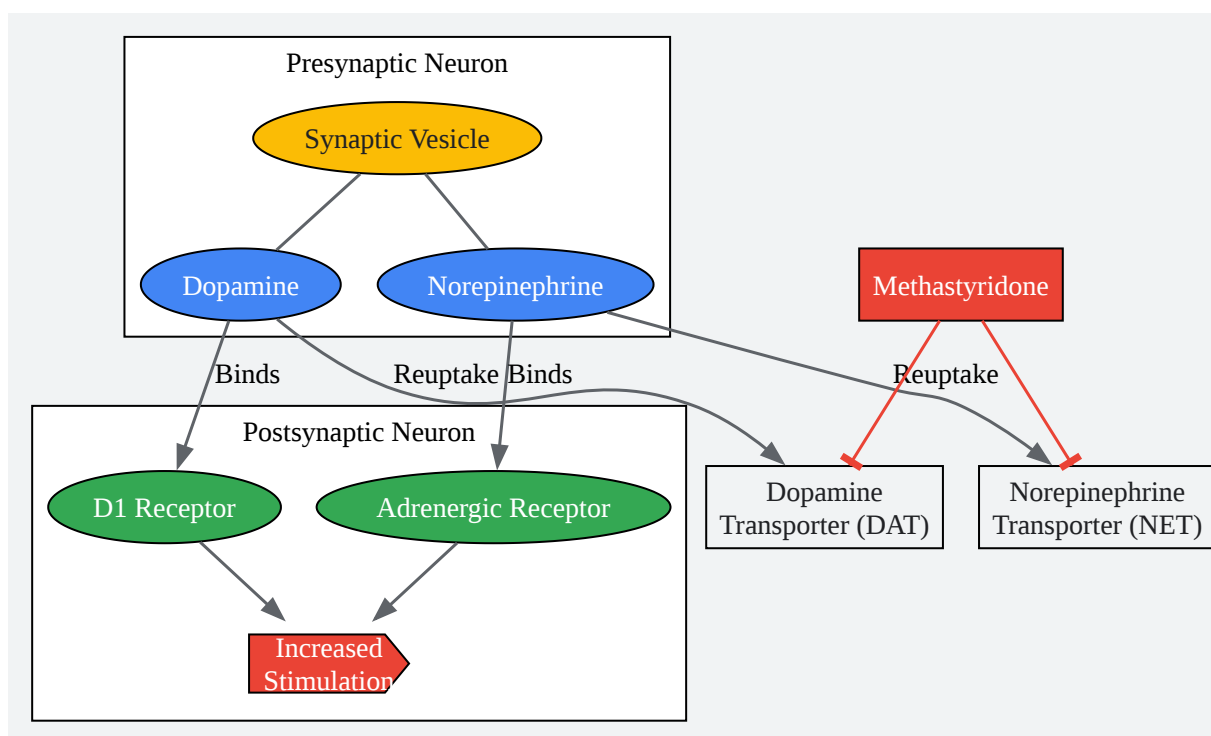 Presynaptic Neuron
Synaptic Vesicle
Dopamine
Norepinephrine
Methastyridone
Binds
Reuptake
Binds
Reuptake
Postsynaptic Neuron
D1 Receptor
Adrenergic Receptor
Dopamine
Transporter (DAT)
Norepinephrine
Transporter (NET)
Increased
Stimulation